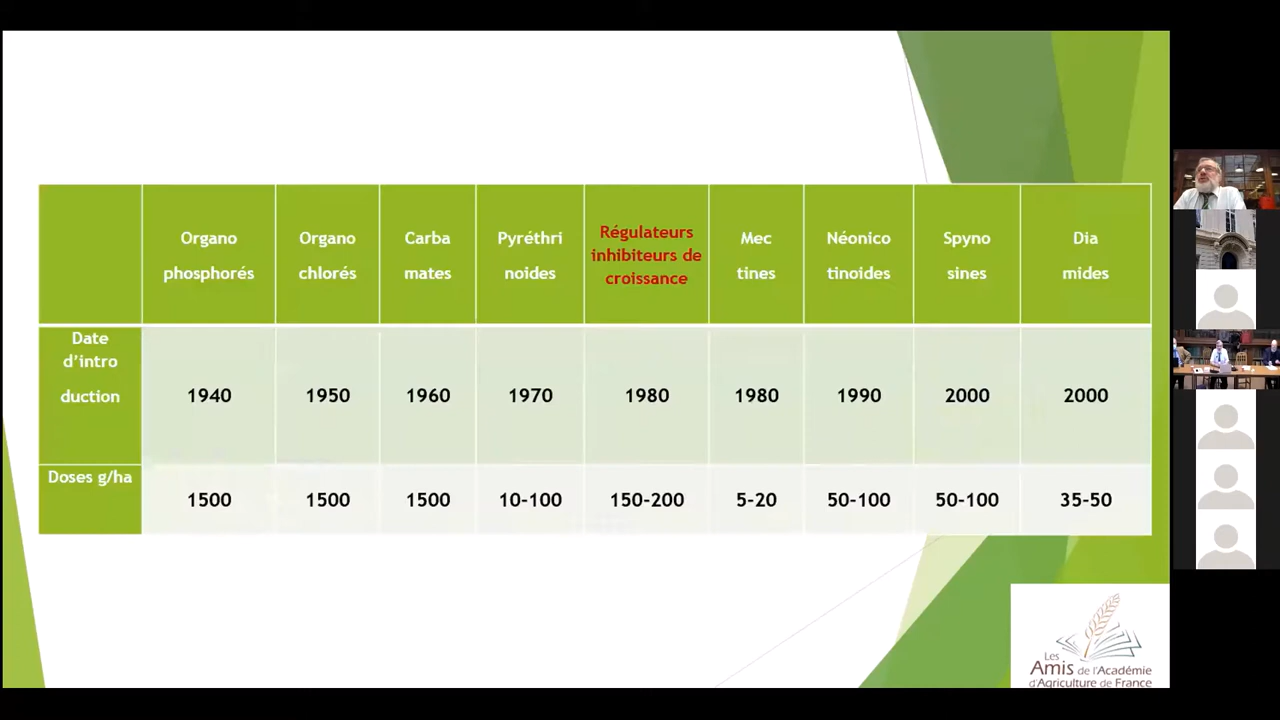 Organo
phosphorés
Organo
chlorés
Carba
mates
Pyréthri
noides
Régulateurs
inhibiteurs de
croissance
Mec
tines
Néonico
tinoides
Spyno
sines
Dia
mides
Date
d'intro
duction
1940
1950
1960
1970
1980
1980
1990
2000
2000
Doses g/ha
1500
1500
1500
10-100
150-200
5-20
50-100
50-100
35-50
Les
Amis de l'Académie
d'Agriculture de France